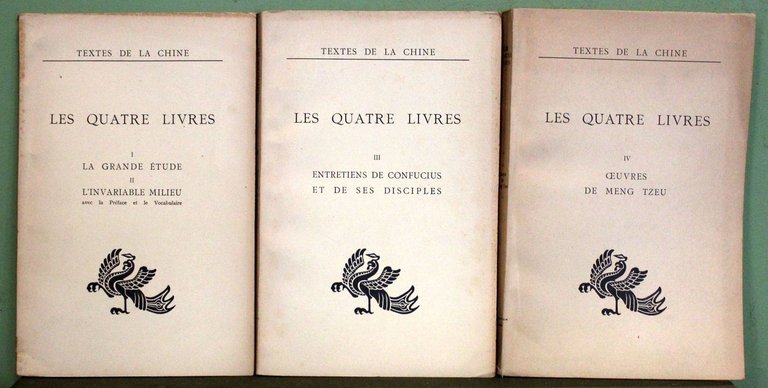 TEXTES DE LA CHINE
LES QUATRE LIVRES
I
LA GRANDE ÉTUDE
II
L'INVARIABLE MILIEU
avec la Préface et le Vocabulaire
TEXTES DE LA CHINE
LES QUATRE LIVRES
III
ENTRETIENS DE CONFUCIUS
ET DE SES DISCIPLES
TEXTES DE LA CHINE
LES QUATRE LIVRES
IV
ŒUVRES
DE MENG TZEU